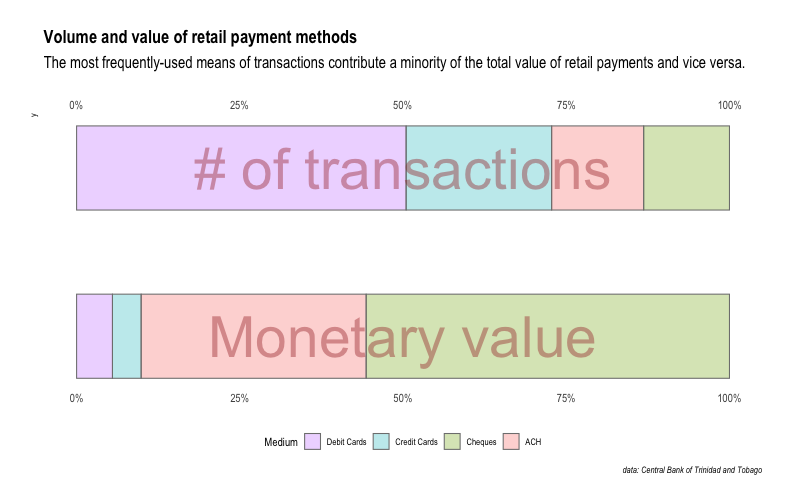 Volume and value of retail payment methods
The most frequently-used means of transactions contribute a minority of the total value of retail payments and vice versa.
0% 25% 50% 75% 100%
y
# of transactions
Monetary value
0% 25% 50% 75% 100%
Medium Debit Cards Credit Cards Cheques ACH
data: Central Bank of Trinidad and Tobago